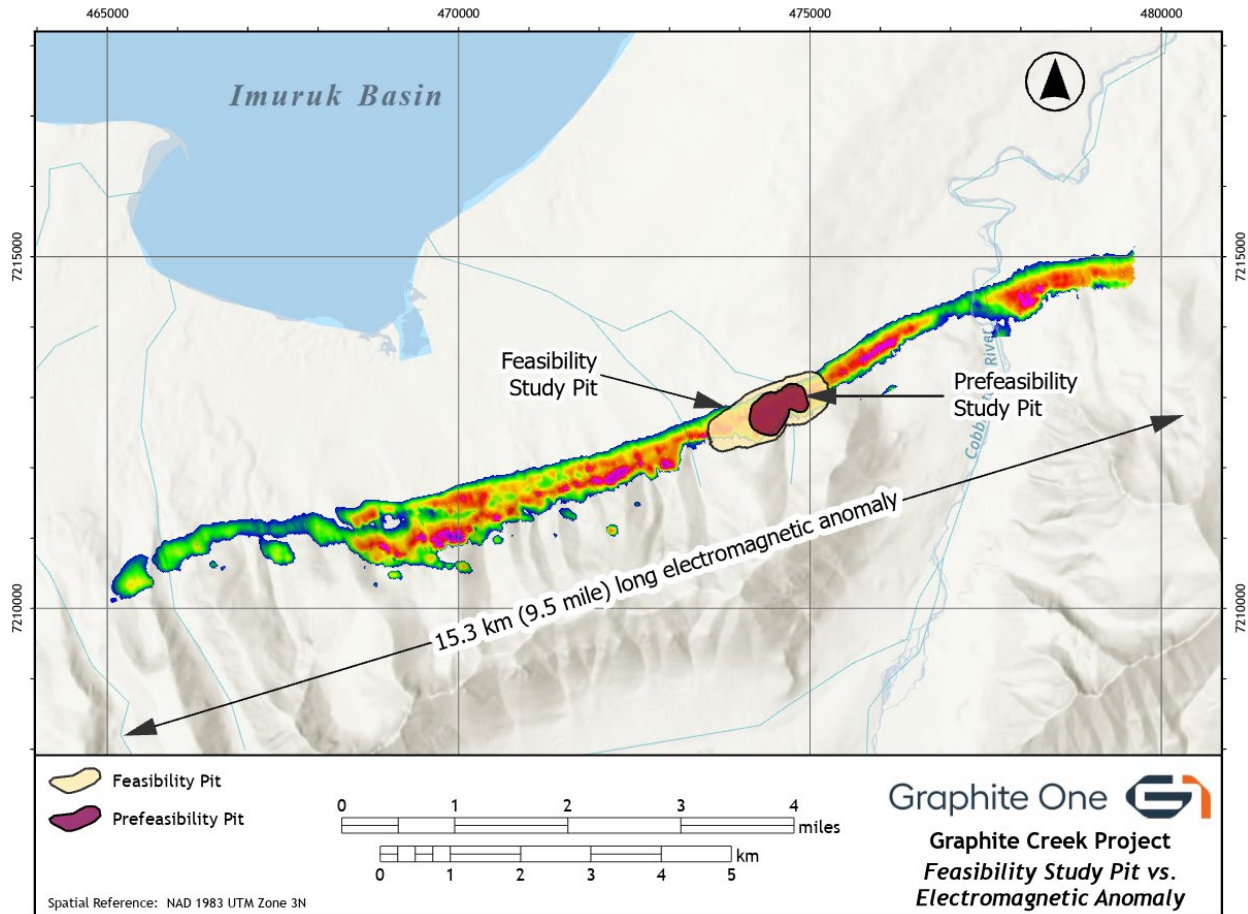 465000
470000
475000
480000
Imuruk Basin
7215000
7215000
Feasibility
Study Pit
Prefeasibility
Study Pit
River
15.3 km (9.5 mile) long electromagnetic anomaly
7210000
7210000
Feasibility Pit
Prefeasibility Pit
0 1 2 3 4
miles
km
0 1 2 3 4 5
Graphite One
Graphite Creek Project
Feasibility Study Pit vs.
Electromagnetic Anomaly
Spatial Reference: NAD 1983 UTM Zone 3N